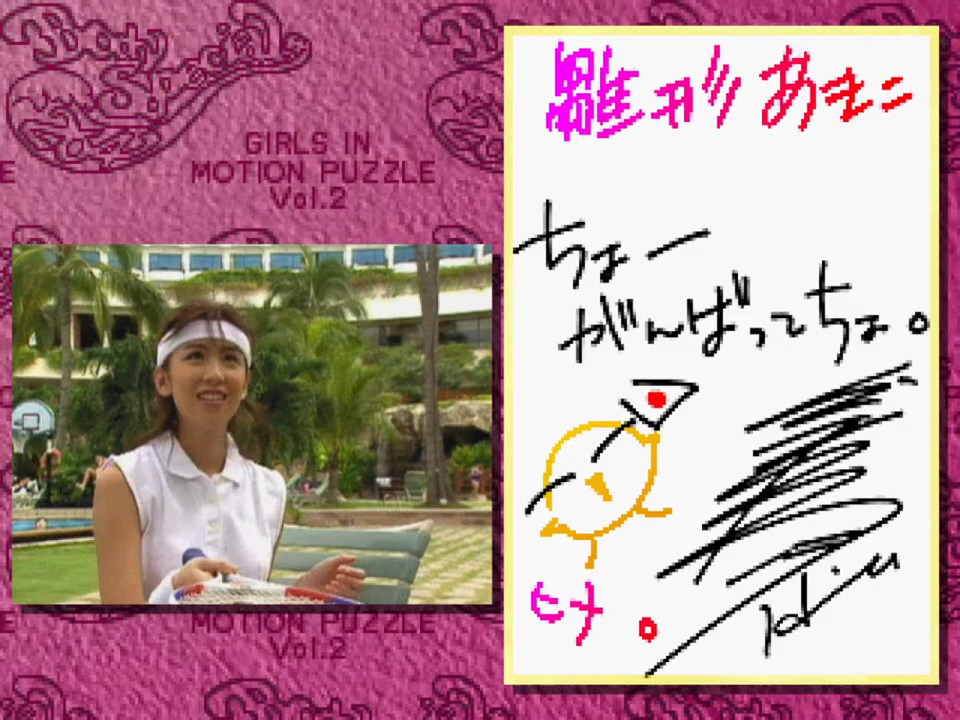 GIRLS IN
MOTION PUZZLE
Vol.2
雛形あきこ
ちょー
がんばってちょ。
ヒナ。
MOTION PUZZLE
Vol.2